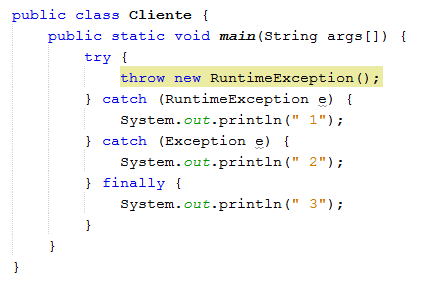 public class Cliente {
    public static void main(String args[]) {
        try {
            throw new RuntimeException();
        } catch (RuntimeException e) {
            System.out.println(" 1");
        } catch (Exception e) {
            System.out.println(" 2");
        } finally {
            System.out.println(" 3");
        }
    }
}